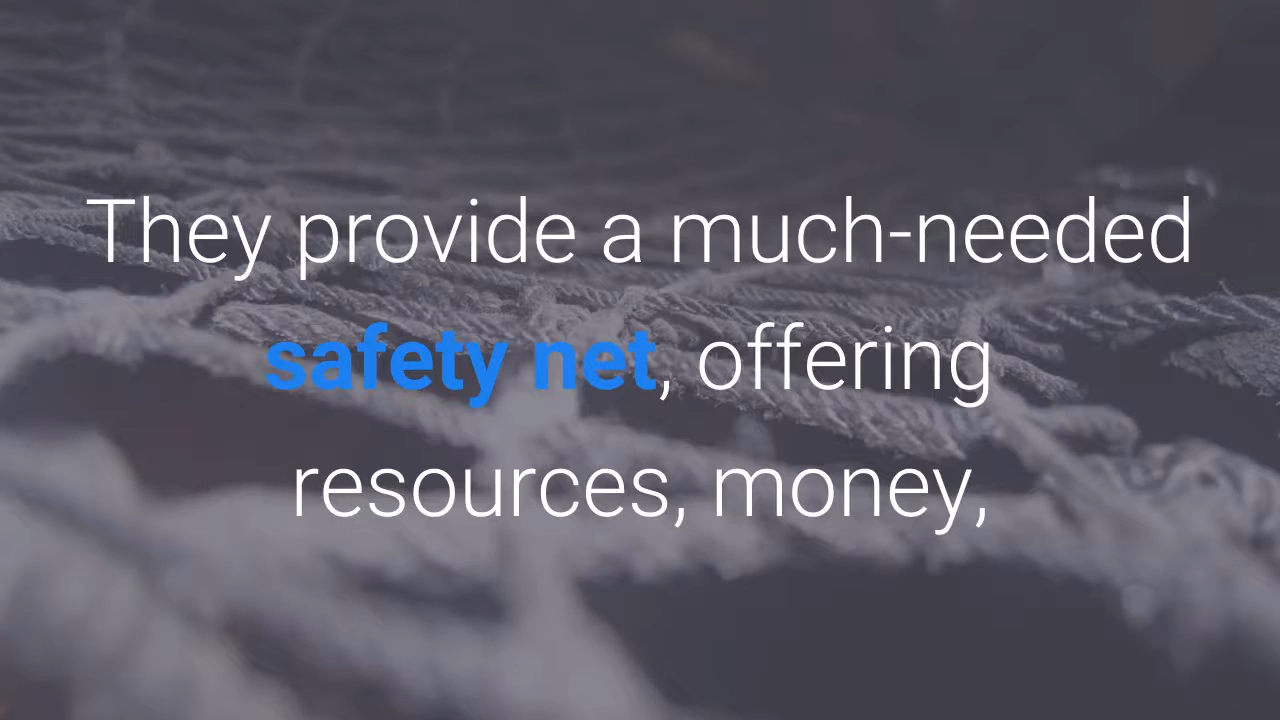 They provide a much-needed
safety net, offering
resources, money,